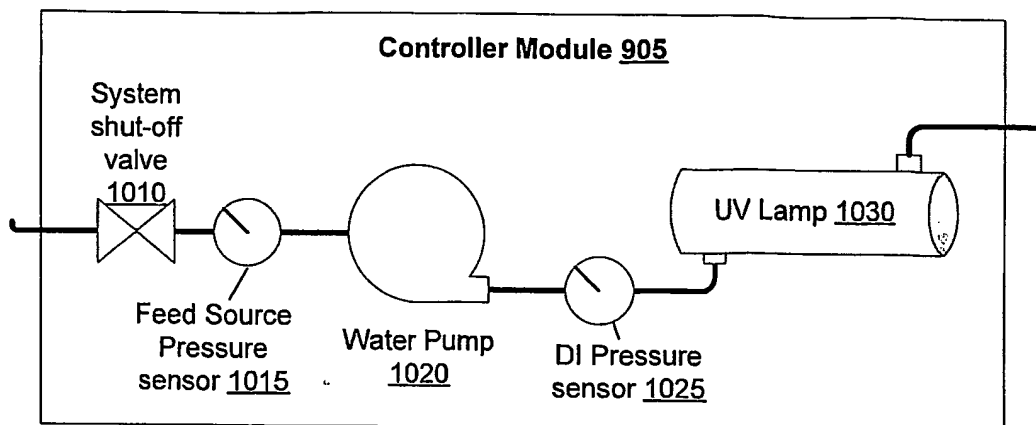 Controller Module 905
System
shut-off
valve
1010
UV Lamp 1030
Feed Source
Pressure
sensor 1015
Water Pump
1020
DI Pressure
sensor 1025